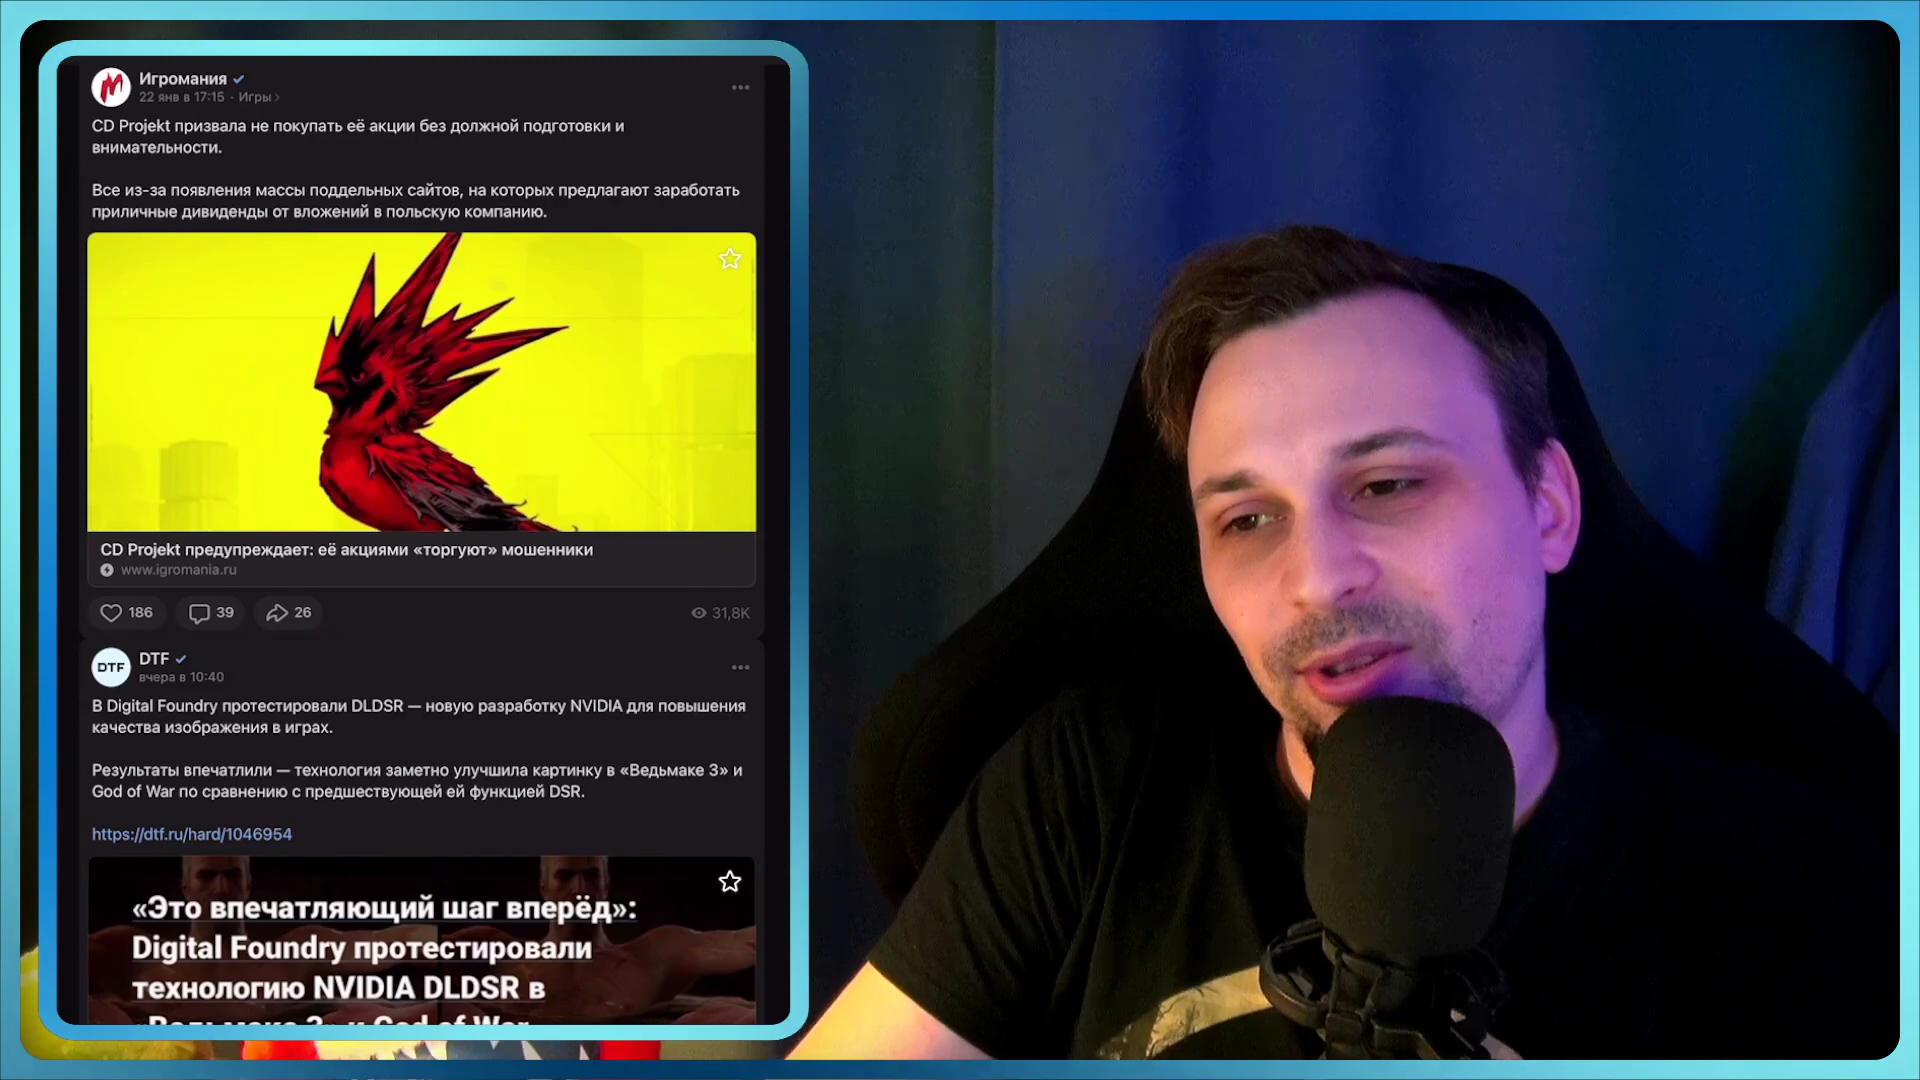 Игромания
22 янв в 17:15 · Игры
CD Projekt призвала не покупать её акции без должной подготовки и
внимательности.
Все из-за появления массы поддельных сайтов, на которых предлагают заработать
приличные дивиденды от вложений в польскую компанию.
CD Projekt предупреждает: её акциями «торгуют» мошенники
www.igromania.ru
186 39 26 31,8K
DTF
DTF
вчера в 10:40
В Digital Foundry протестировали DLDSR — новую разработку NVIDIA для повышения
качества изображения в играх.
Результаты впечатлили — технология заметно улучшила картинку в «Ведьмаке 3» и
God of War по сравнению с предшествующей ей функцией DSR.
https://dtf.ru/hard/1046954
«Это впечатляющий шаг вперёд»:
Digital Foundry протестировали
технологию NVIDIA DLDSR в
«Ведьмаке 3» и God of War